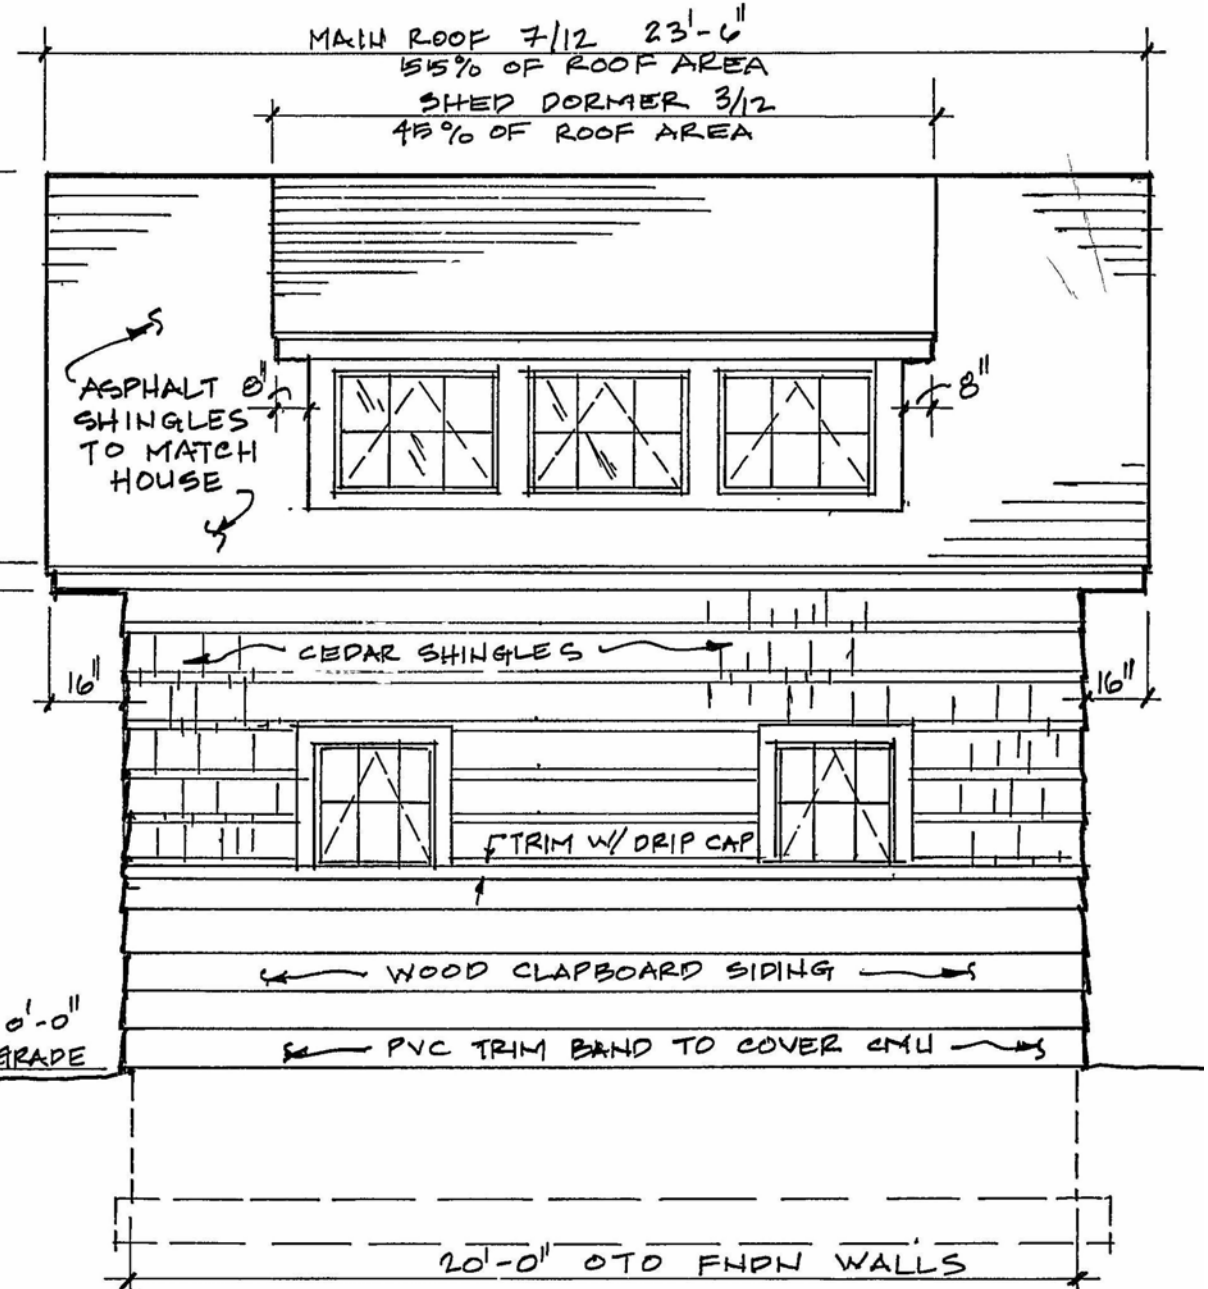 MAIN ROOF 7/12 23'-6"
55% OF ROOF AREA
SHED DORMER 3/12
45% OF ROOF AREA
ASPHALT
SHINGLES
TO MATCH
HOUSE
8"
8"
CEDAR SHINGLES
16"
16"
TRIM W/ DRIP CAP
WOOD CLAPBOARD SIDING
0'-0"
GRADE
PVC TRIM BAND TO COVER CMU
20'-0" OTO FNDN WALLS